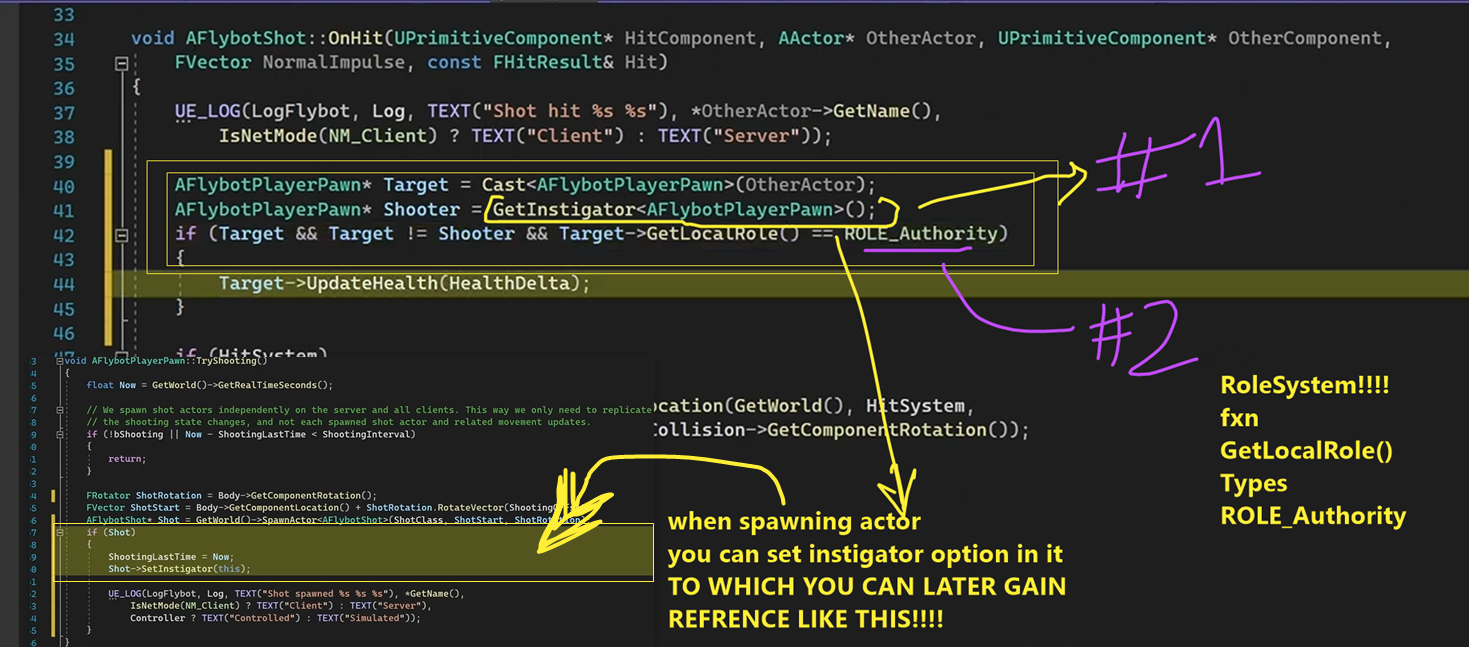 33
34 void AFlybotShot::OnHit(UPrimitiveComponent* HitComponent, AActor* OtherActor, UPrimitiveComponent* OtherComponent,
35 FVector NormalImpulse, const FHitResult& Hit)
36 {
37 UE_LOG(LogFlybot, Log, TEXT("Shot hit %s %s"), *OtherActor->GetName(),
38 IsNetMode(NM_Client) ? TEXT("Client") : TEXT("Server"));
39
40 AFlybotPlayerPawn* Target = Cast<AFlybotPlayerPawn>(OtherActor);
41 AFlybotPlayerPawn* Shooter = GetInstigator<AFlybotPlayerPawn>();
42 if (Target && Target != Shooter && Target->GetLocalRole() == ROLE_Authority)
43 {
44 Target->UpdateHealth(HealthDelta);
45 }
46
47 if (HitSystem)
#1
#2
3 void AFlybotPlayerPawn::TryShooting()
4 {
5 float Now = GetWorld()->GetRealTimeSeconds();
6
7 // We spawn shot actors independently on the server and all clients. This way we only need to replicate
8 // the shooting state changes, and not each spawned shot actor and related movement updates.
9 if (!bShooting || Now - ShootingLastTime < ShootingInterval)
0 {
1 return;
2 }
3
4 FRotator ShotRotation = Body->GetComponentRotation();
5 FVector ShotStart = Body->GetComponentLocation() + ShotRotation.RotateVector(
6 AFlybotShot* Shot = GetWorld()->SpawnActor<AFlybotShot>(ShotClass, ShotStart, ShotRotation);
7 if (Shot)
8 {
9 ShootingLastTime = Now;
0 Shot->SetInstigator(this);
1
2 UE_LOG(LogFlybot, Log, TEXT("Shot spawned %s %s %s"), *GetName(),
3 IsNetMode(NM_Client) ? TEXT("Client") : TEXT("Server"),
4 Controller ? TEXT("Controlled") : TEXT("Simulated"));
5 }
6 }
ocation(GetWorld(), HitSystem,
Collision->GetComponentRotation());
when spawning actor
you can set instigator option in it
TO WHICH YOU CAN LATER GAIN
REFRENCE LIKE THIS!!!!
RoleSystem!!!!
fxn
GetLocalRole()
Types
ROLE_Authority